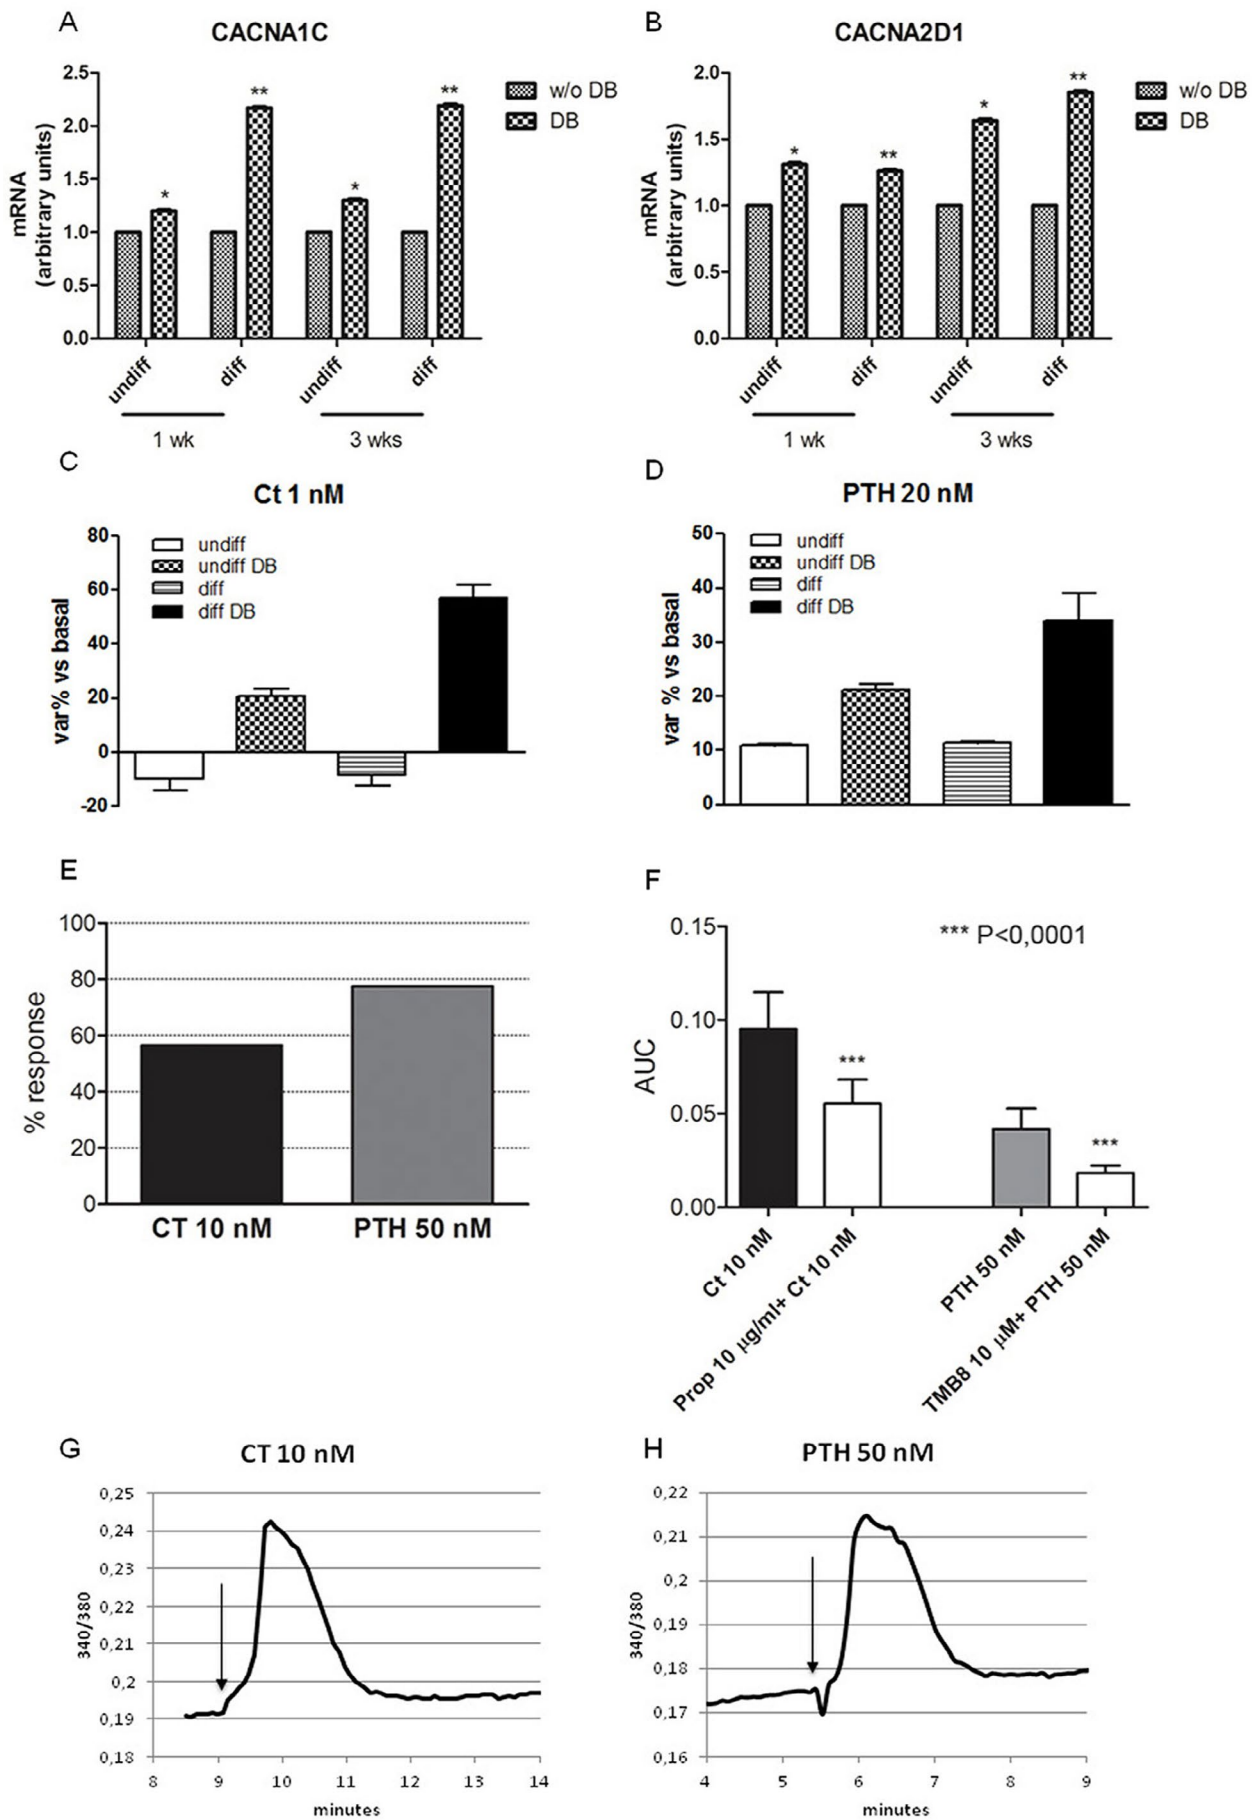 A
CACNA1C
mRNA
(arbitrary units)
2.5
2.0
1.5
1.0
0.5
0.0
*
**
*
**
w/o DB
DB
undiff
diff
undiff
diff
1 wk
3 wks
B
CACNA2D1
mRNA
(arbitrary units)
2.0
1.5
1.0
0.5
0.0
*
**
*
**
w/o DB
DB
undiff
diff
undiff
diff
1 wk
3 wks
C
Ct 1 nM
var% vs basal
80
60
40
20
0
-20
undiff
undiff DB
diff
diff DB
D
PTH 20 nM
var % vs basal
50
40
30
20
10
0
undiff
undiff DB
diff
diff DB
E
% response
100
80
60
40
20
0
CT 10 nM
PTH 50 nM
F
AUC
0.15
0.10
0.05
0.00
*** P<0,0001
***
***
Ct 10 nM
Prop 10 µg/ml+ Ct 10 nM
PTH 50 nM
TMB8 10 µM+ PTH 50 nM
G
CT 10 nM
340/380
0,25
0,24
0,23
0,22
0,21
0,2
0,19
0,18
8 9 10 11 12 13 14
minutes
H
PTH 50 nM
340/380
0,22
0,21
0,2
0,19
0,18
0,17
0,16
4 5 6 7 8 9
minutes